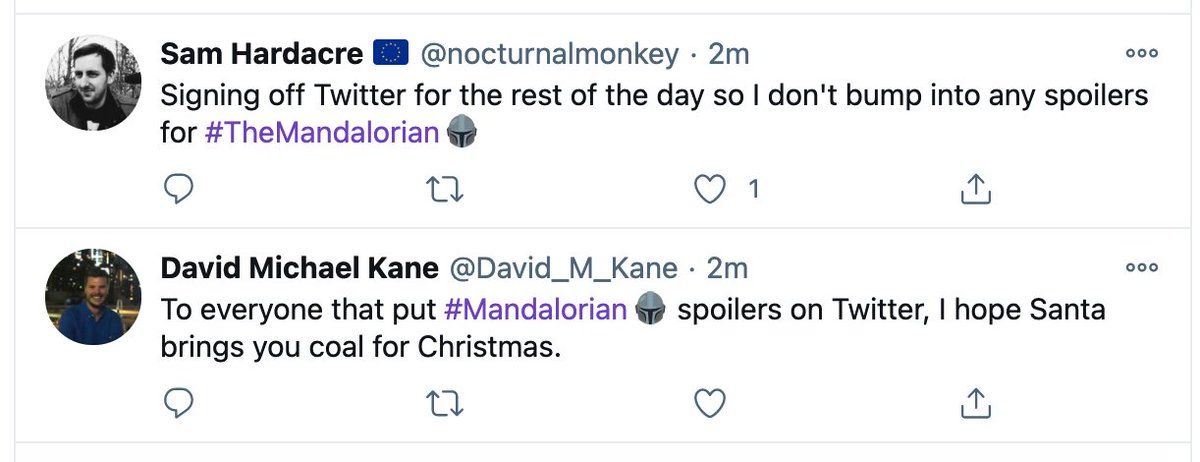 Sam Hardacre 🇪🇺 @nocturnalmonkey · 2m
Signing off Twitter for the rest of the day so I don't bump into any spoilers
for #TheMandalorian
1
David Michael Kane @David_M_Kane · 2m
To everyone that put #Mandalorian spoilers on Twitter, I hope Santa
brings you coal for Christmas.